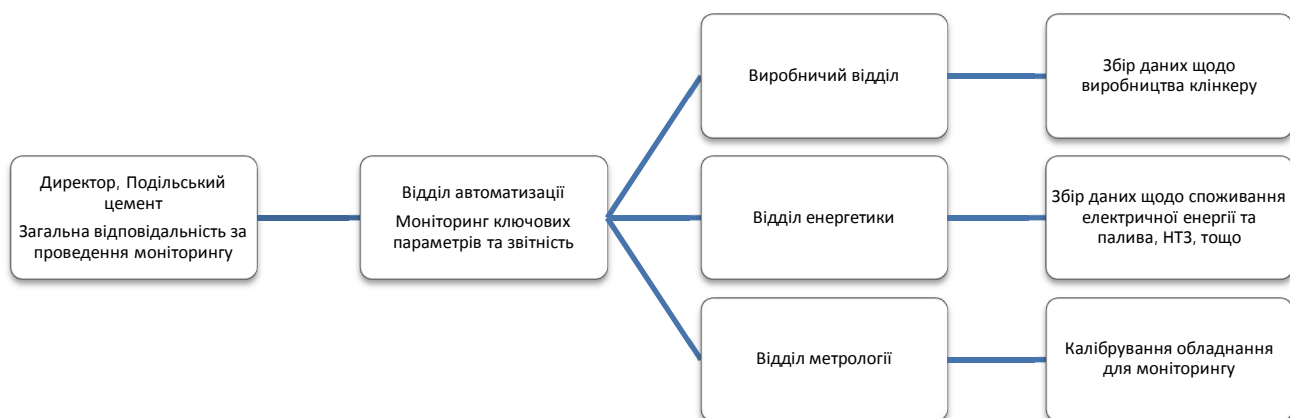 Директор, Подільський
цемент
Загальна відповідальність за
проведення моніторингу
Відділ автоматизації
Моніторинг ключових
параметрів та звітність
Виробничий відділ
Збір даних щодо
виробництва клінкеру
Відділ енергетики
Збір даних щодо споживання
електричної енергії та
палива, НТЗ, тощо
Відділ метрології
Калібрування обладнання
для моніторингу